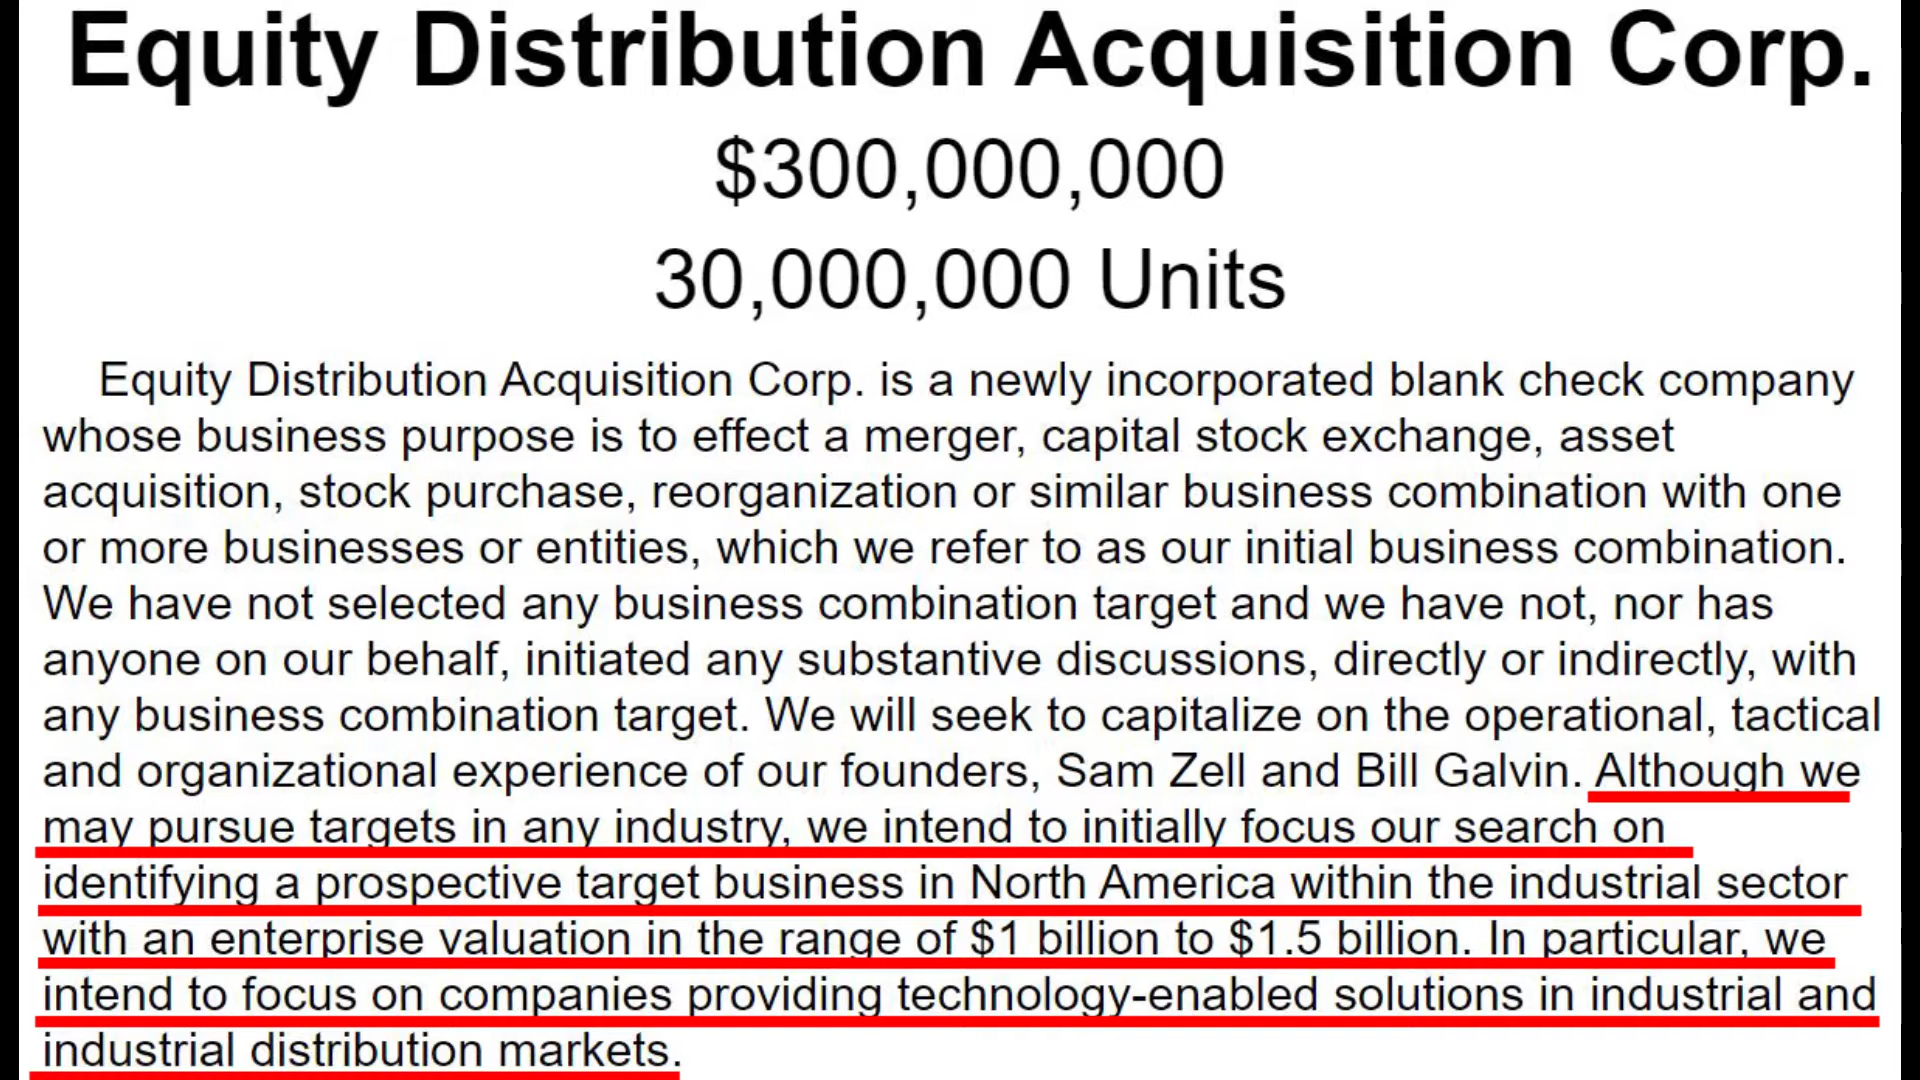 Equity Distribution Acquisition Corp.
$300,000,000
30,000,000 Units
Equity Distribution Acquisition Corp. is a newly incorporated blank check company
whose business purpose is to effect a merger, capital stock exchange, asset
acquisition, stock purchase, reorganization or similar business combination with one
or more businesses or entities, which we refer to as our initial business combination.
We have not selected any business combination target and we have not, nor has
anyone on our behalf, initiated any substantive discussions, directly or indirectly, with
any business combination target. We will seek to capitalize on the operational, tactical
and organizational experience of our founders, Sam Zell and Bill Galvin. Although we
may pursue targets in any industry, we intend to initially focus our search on
identifying a prospective target business in North America within the industrial sector
with an enterprise valuation in the range of $1 billion to $1.5 billion. In particular, we
intend to focus on companies providing technology-enabled solutions in industrial and
industrial distribution markets.